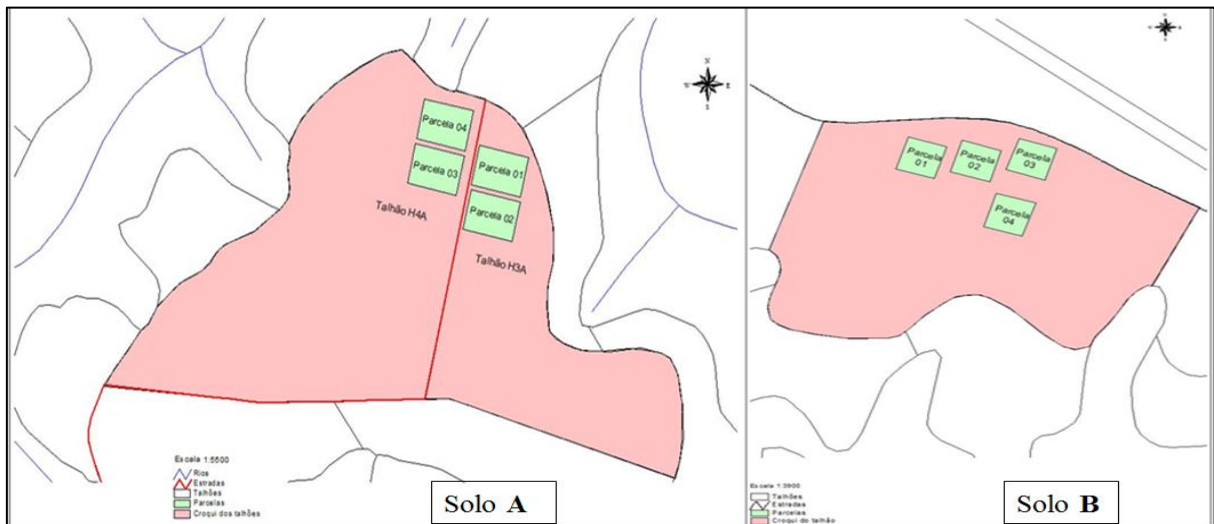 N
W E
S
Parcela 04
Parcela 03
Parcela 01
Parcela 02
Talhão H4A
Talhão H3A
Escala 1:5500
Rios
Estradas
Talhões
Parcelas
Croqui dos talhões
Solo A
Parcela
01
Parcela
02
Parcela
03
Parcela
04
Escala 1:3900
Talhões
Estradas
Parcelas
Croqui do talhão
Solo B